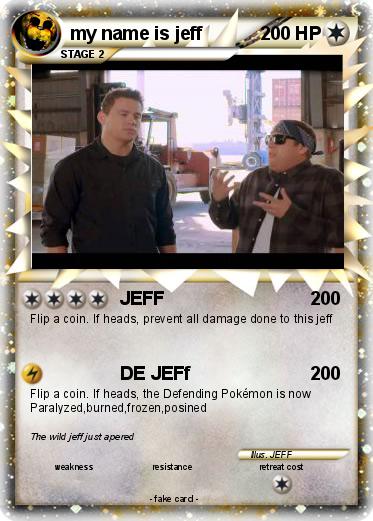 my name is jeff 200 HP
STAGE 2
JEFF 200
Flip a coin. If heads, prevent all damage done to this jeff
DE JEFf 200
Flip a coin. If heads, the Defending Pokémon is now
Paralyzed,burned,frozen,posined
The wild jeff just apered
Illus. JEFF
weakness resistance retreat cost
- fake card -